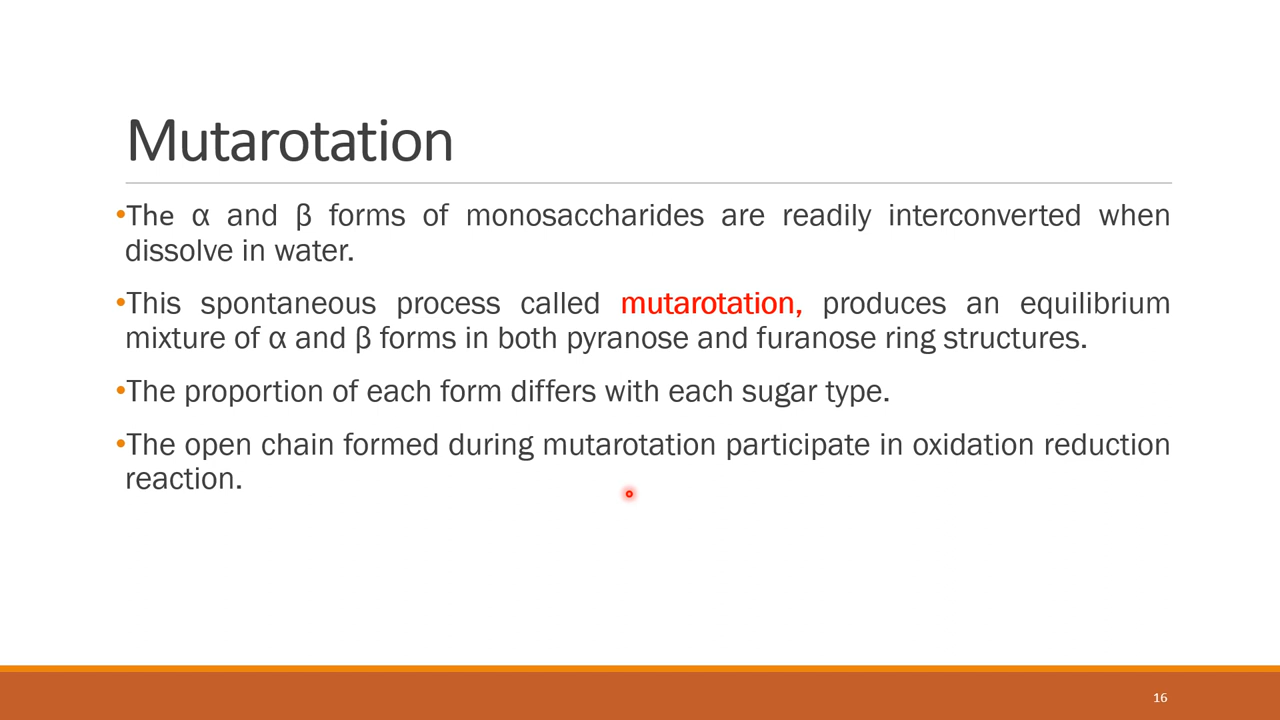 Mutarotation
•The α and β forms of monosaccharides are readily interconverted when
dissolve in water.
•This spontaneous process called mutarotation, produces an equilibrium
mixture of α and β forms in both pyranose and furanose ring structures.
•The proportion of each form differs with each sugar type.
•The open chain formed during mutarotation participate in oxidation reduction
reaction.
16